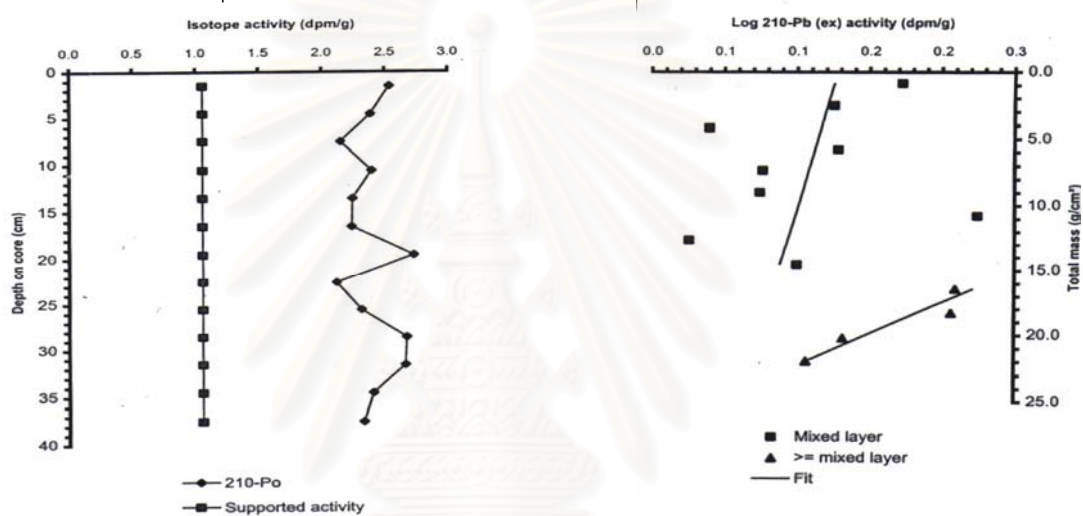 Isotope activity (dpm/g)
0.0 0.5 1.0 1.5 2.0 2.5 3.0
0
5
10
15
20
25
30
35
40
Depth on core (cm)
210-Po
Supported activity
Log 210-Pb (ex) activity (dpm/g)
0.0 0.1 0.1 0.2 0.2 0.3
0.0
5.0
10.0
15.0
20.0
25.0
Total mass (g/cm²)
Mixed layer
>= mixed layer
Fit